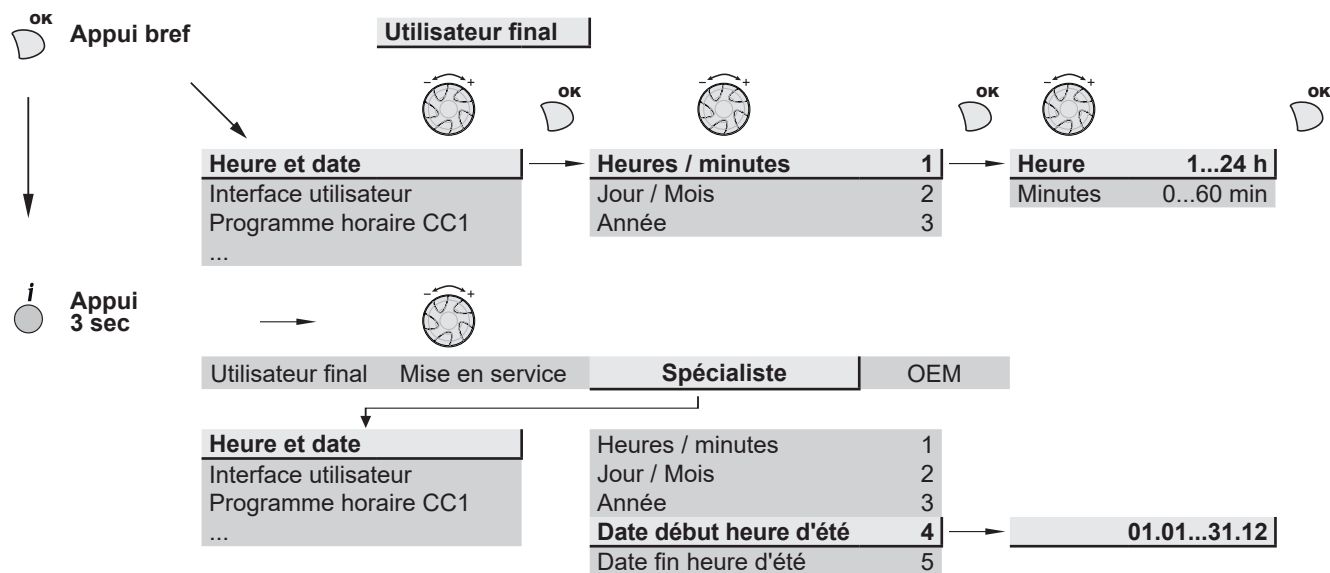 OK
Appui bref
Utilisateur final
- +
OK
- +
OK
- +
OK
Heure et date
Interface utilisateur
Programme horaire CC1
...
Heures / minutes 1
Jour / Mois 2
Année 3
Heure 1...24 h
Minutes 0...60 min
i
Appui
3 sec
- +
Utilisateur final Mise en service Spécialiste OEM
Heure et date
Interface utilisateur
Programme horaire CC1
...
Heures / minutes 1
Jour / Mois 2
Année 3
Date début heure d'été 4
Date fin heure d'été 5
01.01...31.12